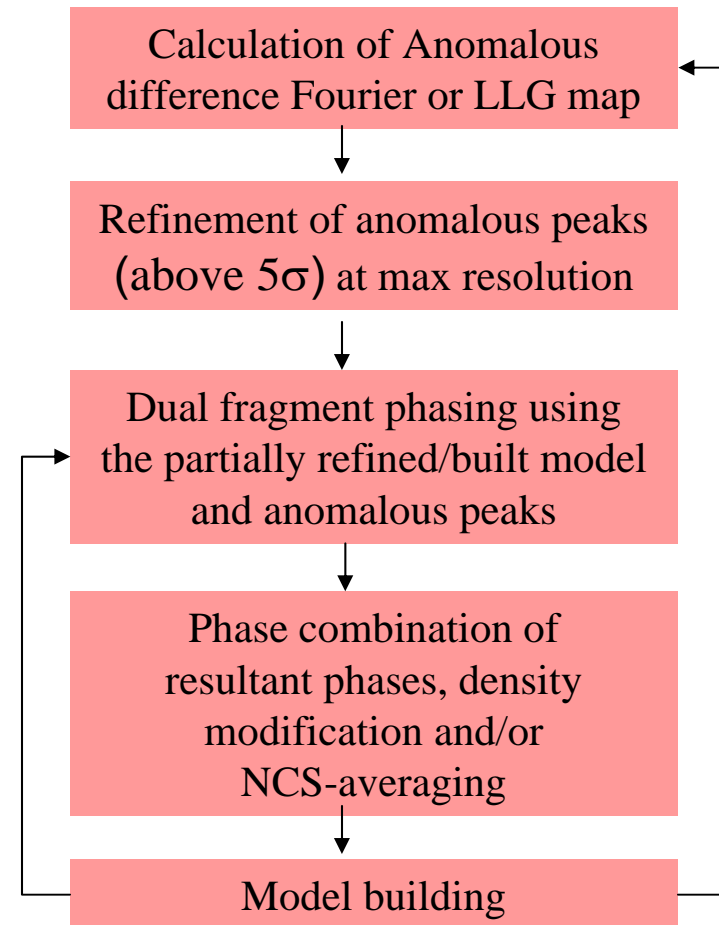 Calculation of Anomalous
difference Fourier or LLG map
Refinement of anomalous peaks
(above 5σ) at max resolution
Dual fragment phasing using
the partially refined/built model
and anomalous peaks
Phase combination of
resultant phases, density
modification and/or
NCS-averaging
Model building